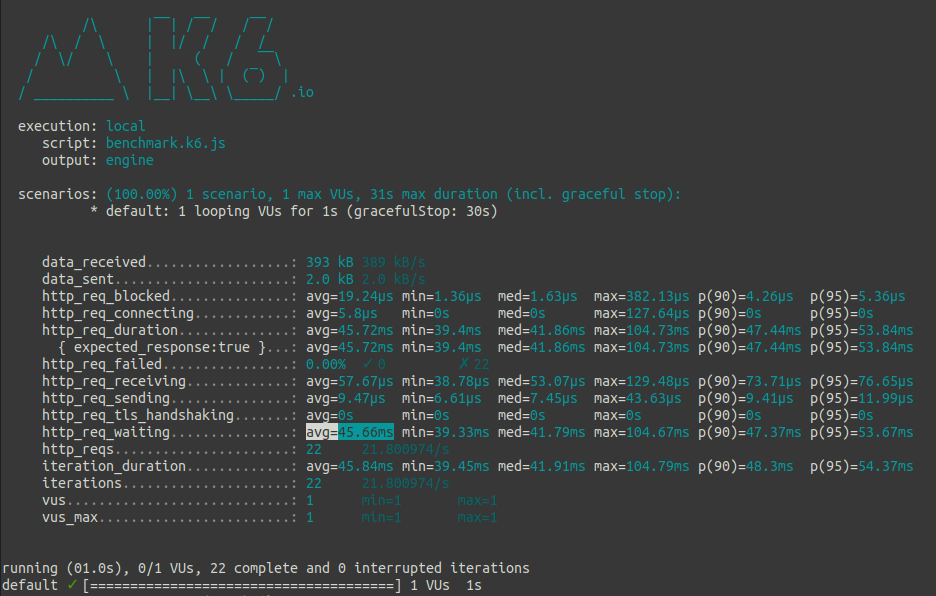 /\      |‾‾| /‾‾/   /‾‾/
     /\  /  \     |  |/  /   /  /
    /  \/    \    |     (   /   ‾‾\
   /          \   |  |\  \ |  (‾)  |
  / __________ \  |__| \__\ \_____/ .io
execution: local
script: benchmark.k6.js
output: engine
scenarios: (100.00%) 1 scenario, 1 max VUs, 31s max duration (incl. graceful stop):
* default: 1 looping VUs for 1s (gracefulStop: 30s)
data_received..................: 393 kB 389 kB/s
data_sent......................: 2.0 kB 2.0 kB/s
http_req_blocked...............: avg=19.24µs min=1.36µs med=1.63µs max=382.13µs p(90)=4.26µs p(95)=5.36µs
http_req_connecting............: avg=5.8µs min=0s med=0s max=127.64µs p(90)=0s p(95)=0s
http_req_duration..............: avg=45.72ms min=39.4ms med=41.86ms max=104.73ms p(90)=47.44ms p(95)=53.84ms
{ expected_response:true }...: avg=45.72ms min=39.4ms med=41.86ms max=104.73ms p(90)=47.44ms p(95)=53.84ms
http_req_failed................: 0.00% ✓ 0 ✗ 22
http_req_receiving.............: avg=57.67µs min=38.78µs med=53.07µs max=129.48µs p(90)=73.71µs p(95)=76.65µs
http_req_sending...............: avg=9.47µs min=6.61µs med=7.45µs max=43.63µs p(90)=9.41µs p(95)=11.99µs
http_req_tls_handshaking.......: avg=0s min=0s med=0s max=0s p(90)=0s p(95)=0s
http_req_waiting...............: avg=45.66ms min=39.33ms med=41.79ms max=104.67ms p(90)=47.37ms p(95)=53.67ms
http_reqs......................: 22 21.800974/s
iteration_duration.............: avg=45.84ms min=39.45ms med=41.91ms max=104.79ms p(90)=48.3ms p(95)=54.37ms
iterations.....................: 22 21.800974/s
vus............................: 1 min=1 max=1
vus_max........................: 1 min=1 max=1
running (01.0s), 0/1 VUs, 22 complete and 0 interrupted iterations
default ✓ [======================================] 1 VUs 1s